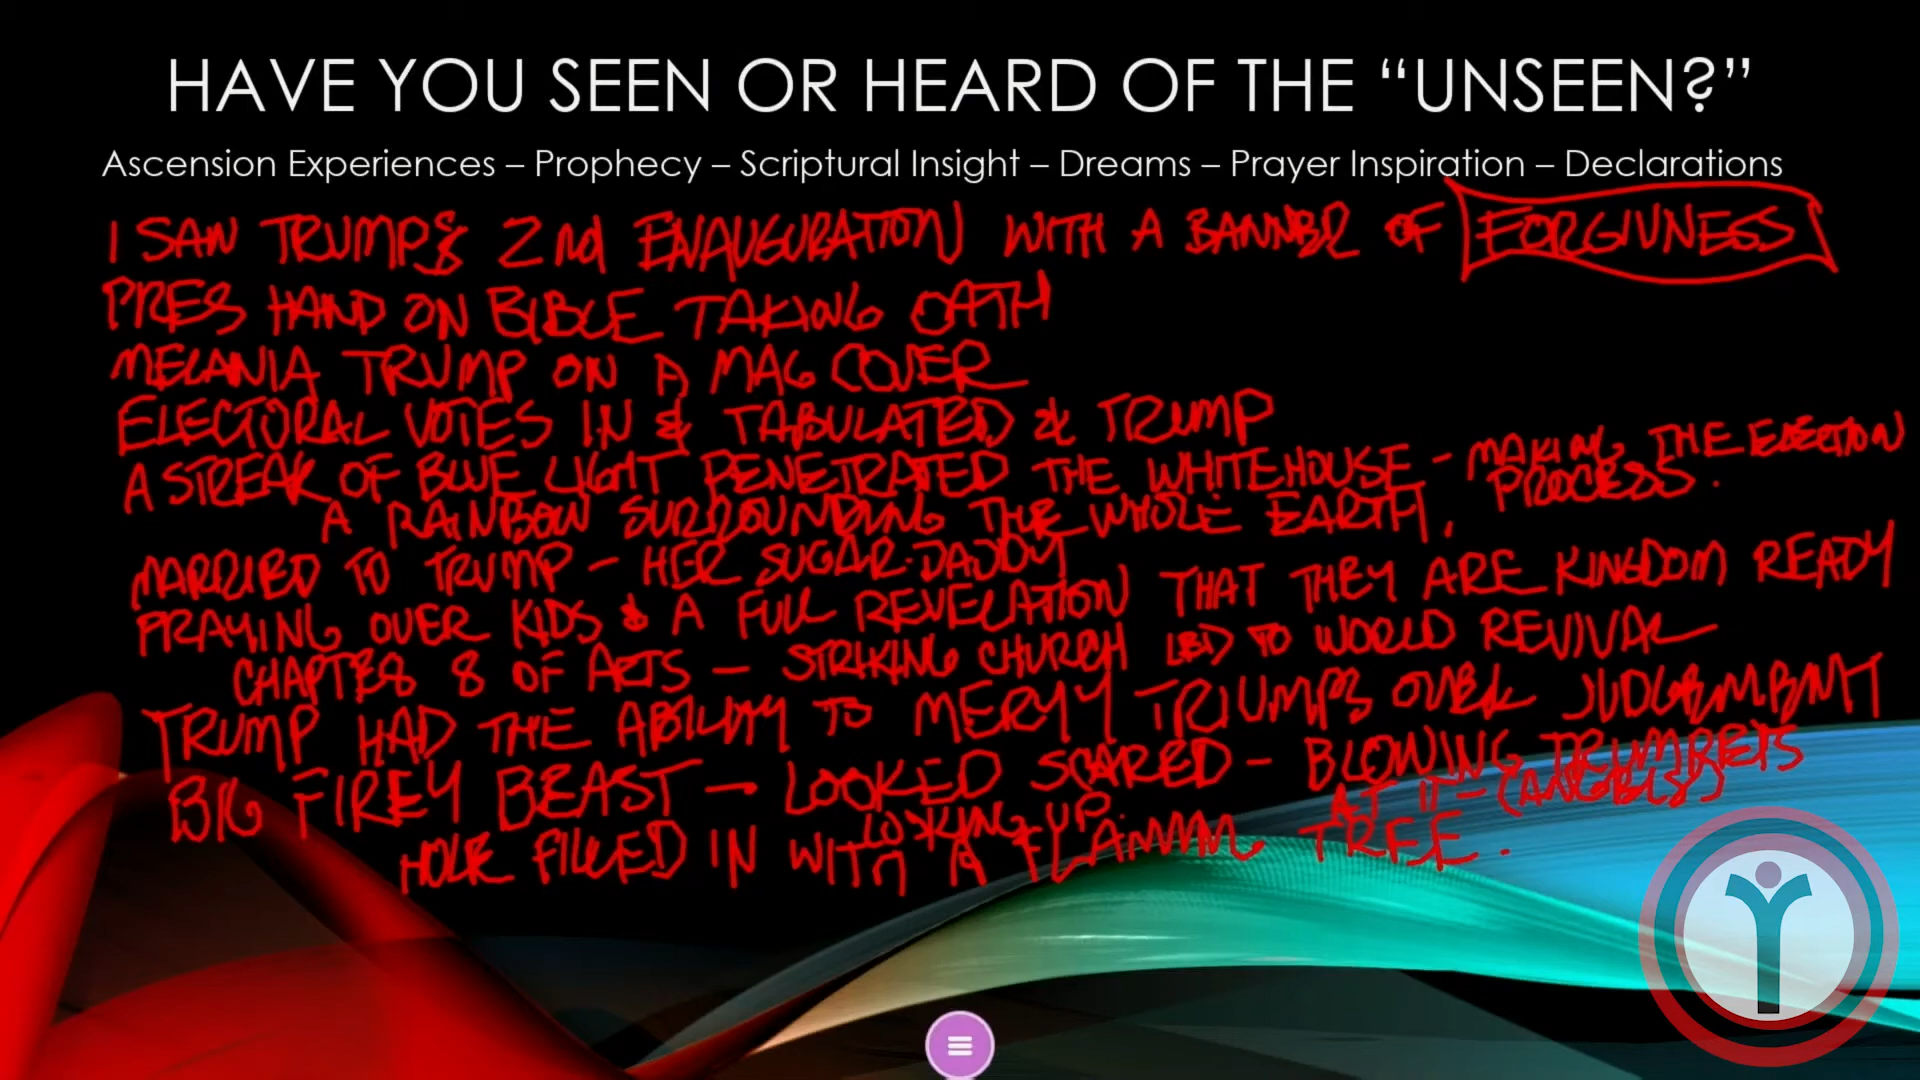 HAVE YOU SEEN OR HEARD OF THE “UNSEEN?”
Ascension Experiences – Prophecy – Scriptural Insight – Dreams – Prayer Inspiration – Declarations
I SAW TRUMPS 2nd ENAUGURATION WITH A BANNER OF FORGIVNESS
PRES HAND ON BIBLE TAKING OATH
MELANIA TRUMP ON A MAG COVER
ELECTORAL VOTES IN & TABULATED & TRUMP
A STREAK OF BLUE LIGHT PENETRATED THE WHITEHOUSE - MAKING THE EBECTION
PROCESS.
A RAINBOW SURROUNDING THE WHOLE EARTH.
MARRIED TO TRUMP - HER SUGAR-DADDY
PRAYING OVER KIDS & A FULL REVELATION THAT THEY ARE KINGDOM READY
CHAPTER 8 OF ACTS - STRIKING CHURCH LED TO WORLD REVIVAL
TRUMP HAD THE ABILITY TO MERYY TRIUMPS OVER JUDGEMENT
BIG FIREY BEAST - LOOKED SCARED - BLOWING TRUMPETS
LOOKING UP. AT IT - (ANGELS)
HOLE FILLED IN WITH A FLAMING TREE.